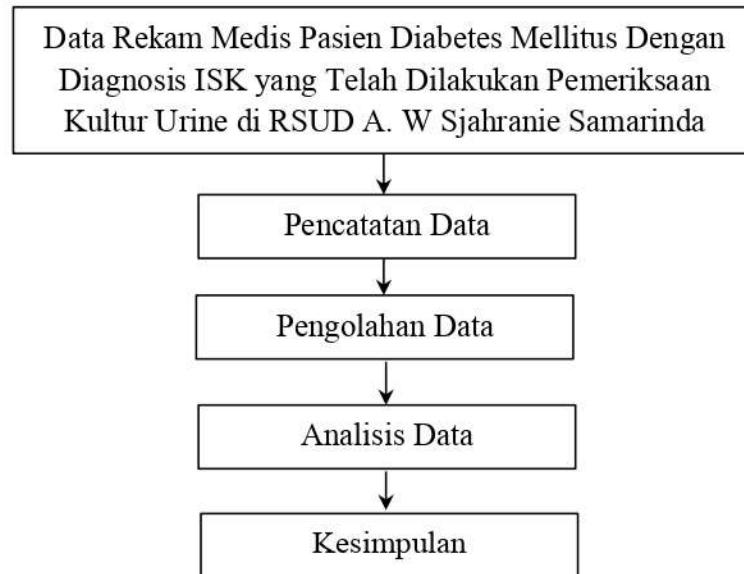 Data Rekam Medis Pasien Diabetes Mellitus Dengan
Diagnosis ISK yang Telah Dilakukan Pemeriksaan
Kultur Urine di RSUD A. W Sjahranie Samarinda
Pencatatan Data
Pengolahan Data
Analisis Data
Kesimpulan